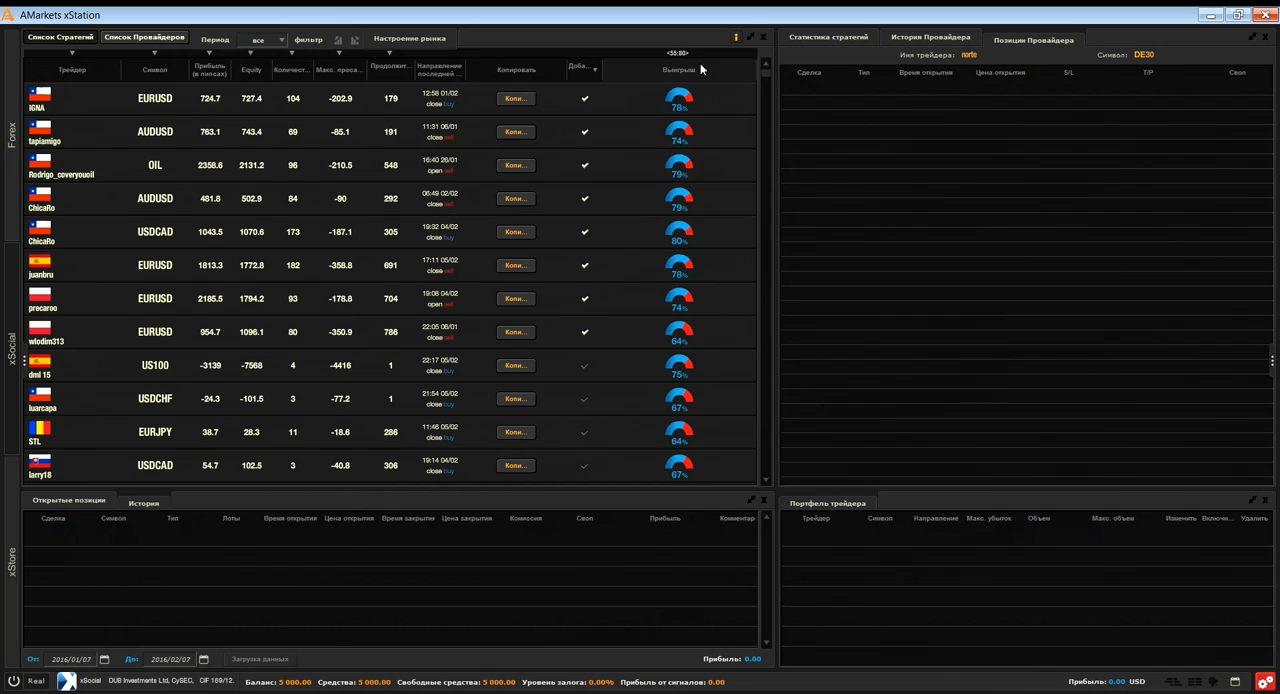 AMarkets xStation
Список Стратегий
Список Провайдеров
Период
все
фильтр
Настроение рынка
<55:80>
Трейдер
Символ
Прибыль (в пипсах)
Equity
Количест...
Макс. проса...
Продолжит...
Направление последней ...
Копировать
Доба...
Выигрыш
IGNA EURUSD 724.7 727.4 104 -202.9 179 12:58 01/02 close buy Копи... 78%
tapiamigo AUDUSD 763.1 743.4 69 -85.1 191 11:31 06/01 close sell Копи... 74%
Rodrigo_coveryouoil OIL 2358.6 2131.2 96 -210.5 548 16:40 26/01 open sell Копи... 79%
ChicaRo AUDUSD 481.8 502.9 84 -90 292 06:49 02/02 close sell Копи... 79%
ChicaRo USDCAD 1043.5 1070.6 173 -187.1 305 19:32 04/02 close buy Копи... 80%
juanbru EURUSD 1813.3 1772.8 182 -358.8 691 17:11 05/02 close sell Копи... 78%
precaroo EURUSD 2185.5 1794.2 93 -178.8 704 19:08 04/02 open sell Копи... 74%
wlodim313 EURUSD 954.7 1096.1 80 -350.9 786 22:05 06/01 close buy Копи... 64%
dml 15 US100 -3139 -7568 4 -4416 1 22:17 05/02 close buy Копи... 75%
luarcapa USDCHF -24.3 -101.5 3 -77.2 1 21:54 05/02 close buy Копи... 67%
STL EURJPY 38.7 28.3 11 -18.6 286 11:46 05/02 close buy Копи... 64%
larry18 USDCAD 54.7 102.5 3 -40.8 306 19:14 04/02 close buy Копи... 67%
Forex
xSocial
xStore
Статистика стратегий
История Провайдера
Позиции Провайдера
Имя трейдера: norte
Символ: DE30
Сделка Тип Время открытия Цена открытия S/L T/P Своп
Открытые позиции
История
Сделка Символ Тип Лоты Время открытия Цена открытия Время закрытия Цена закрытия Комиссия Своп Прибыль Комментар
От: 2016/01/07 До: 2016/02/07 Загрузка данных Прибыль: 0.00
Портфель трейдера
Трейдер Символ Направление Макс. убыток Объем Макс. объем Изменить Включи... Удалить
Real xSocial DUB Investments Ltd, CySEC, CIF 169/12. Баланс: 5 000.00 Средства: 5 000.00 Свободные средства: 5 000.00 Уровень залога: 0.00% Прибыль от сигналов: 0.00 Прибыль: 0.00 USD